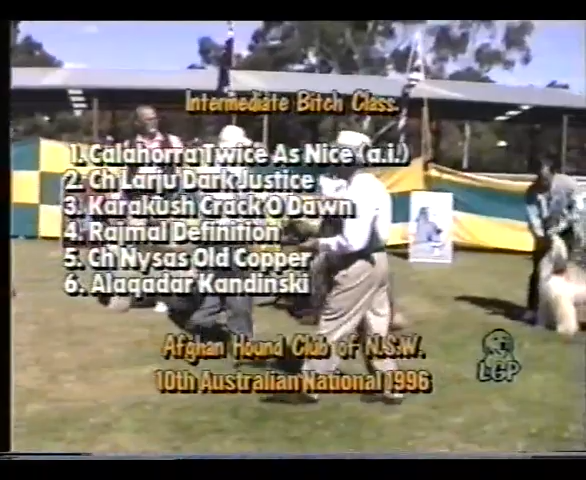 Intermediate Bitch Class.
1. Calahorra Twice As Nice (a.i.)
2. Ch Larju Dark Justice
3. Karakush Crack O Dawn
4. Rajmal Definition
5. Ch Nysas Old Copper
6. Alaqadar Kandinski
Afghan Hound Club of N.S.W.
10th Australian National 1996
LGP